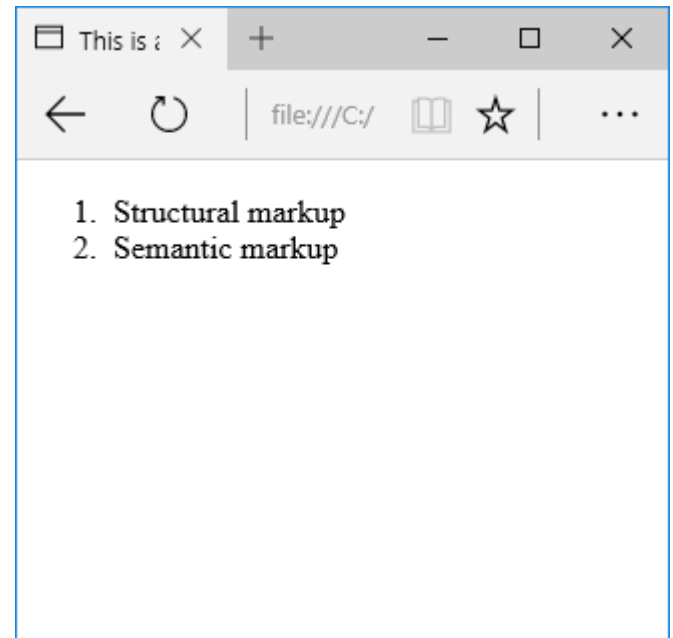 This is a
file:///C:/
1. Structural markup
2. Semantic markup